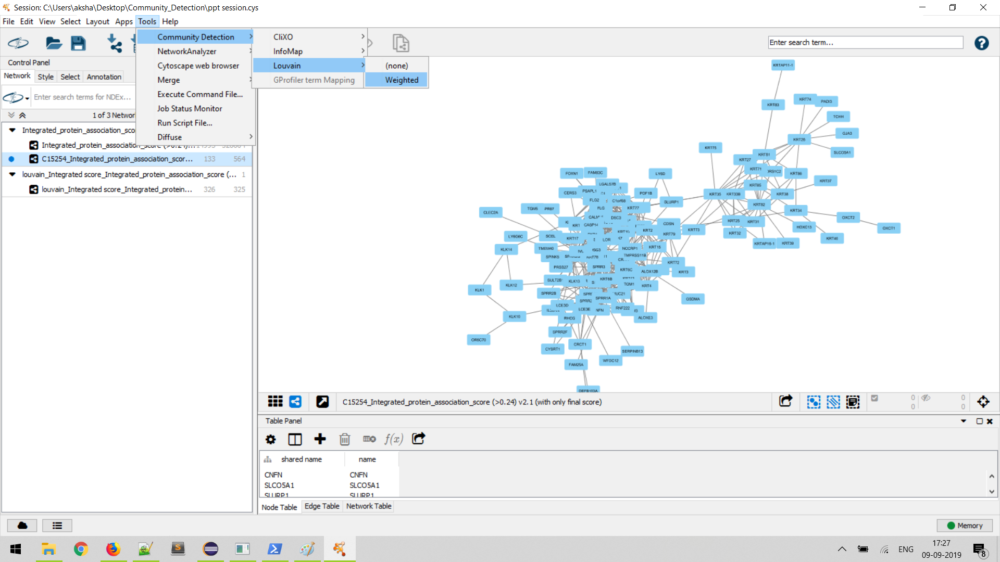 Session: C:\Users\aksha\Desktop\Community_Detection\ppt session.cys
File Edit View Select Layout Apps Tools Help
Enter search term...
Control Panel
Network Style Select Annotation
Enter search terms for NDEx...
1 of 3 Networ
Integrated_protein_association_sco
Integrated_protein_association_score (>0.24)...
C15254_Integrated_protein_association_scor... 133 564
louvain_Integrated score_Integrated_protein_association_score (... 1
louvain_Integrated score_Integrated_protein... 326 325
Community Detection
NetworkAnalyzer
Cytoscape web browser
Merge
Execute Command File...
Job Status Monitor
Run Script File...
Diffuse
CliXO
InfoMap
Louvain
GProfiler term Mapping
(none)
Weighted
KRTAP11-1
KRT83
KRT74
PADI3
TCHH
GJA3
KRT26
SLCO5A1
KRT75
KRT81
KRT27
KRT71
KRT86
KRT37
KRT85
KRT35
KRT33B
KRT38
KRT82
KRT34
OXCT2
OXCT1
KRT25
KRT31
HOXC13
KRT32
KRT40
KRTAP16-1
KRT39
FOXN1
FAM83C
LY6D
LGALS7B
CERS3
PSAPL1
PDF1B
FLG2
C1orf68
SLURP1
FLG
KRT77
TGM5
CLEC2A
DSC3
CASP14
CDSN
KRT2
KRT73
KRT79
LY6G6C
SCEL
KRT17
LOR
KLK14
TMEM40
NCCRP1
KRT15
SPINK5
KRT78
TMPRSS11B
KRT72
PRSS27
SPRR3
KRT6C
ALOX12B
KRT3
KLK1
KLK12
KLK13
KRT6B
TGM1
KRT4
SPRR2B
SPRR1A
GSDMA
LCE3D
LCE3E
RNF222
KLK10
RHCG
ALOXE3
SPRR2F
OR6C70
CYSRT1
CRCT1
SERPINB13
FAM25A
WFDC12
DEFB103A
C15254_Integrated_protein_association_score (>0.24) v2.1 (with only final score)
0 0
0 0
Table Panel
f(x)
shared name name
CNFN CNFN
SLCO5A1 SLCO5A1
SLURP1 SLURP1
Node Table Edge Table Network Table
Memory
ENG
17:27
09-09-2019
8